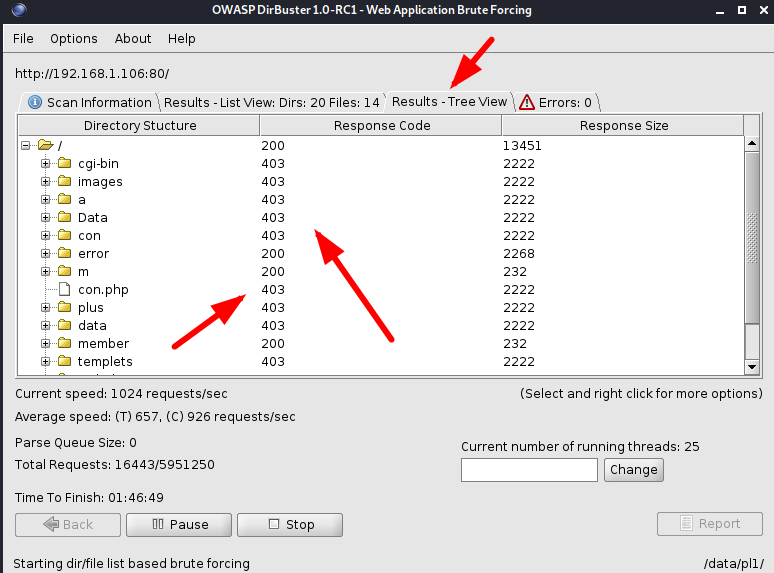 OWASP DirBuster 1.0-RC1 - Web Application Brute Forcing
File Options About Help
http://192.168.1.106:80/
Scan Information Results - List View: Dirs: 20 Files: 14 Results - Tree View Errors: 0
Directory Stucture Response Code Response Size
/ 200 13451
cgi-bin 403 2222
images 403 2222
a 403 2222
Data 403 2222
con 403 2222
error 200 2268
m 200 232
con.php 403 2222
plus 403 2222
data 403 2222
member 200 232
templets 403 2222
Current speed: 1024 requests/sec (Select and right click for more options)
Average speed: (T) 657, (C) 926 requests/sec
Parse Queue Size: 0 Current number of running threads: 25
Total Requests: 16443/5951250 Change
Time To Finish: 01:46:49
Back Pause Stop Report
Starting dir/file list based brute forcing /data/pl1/